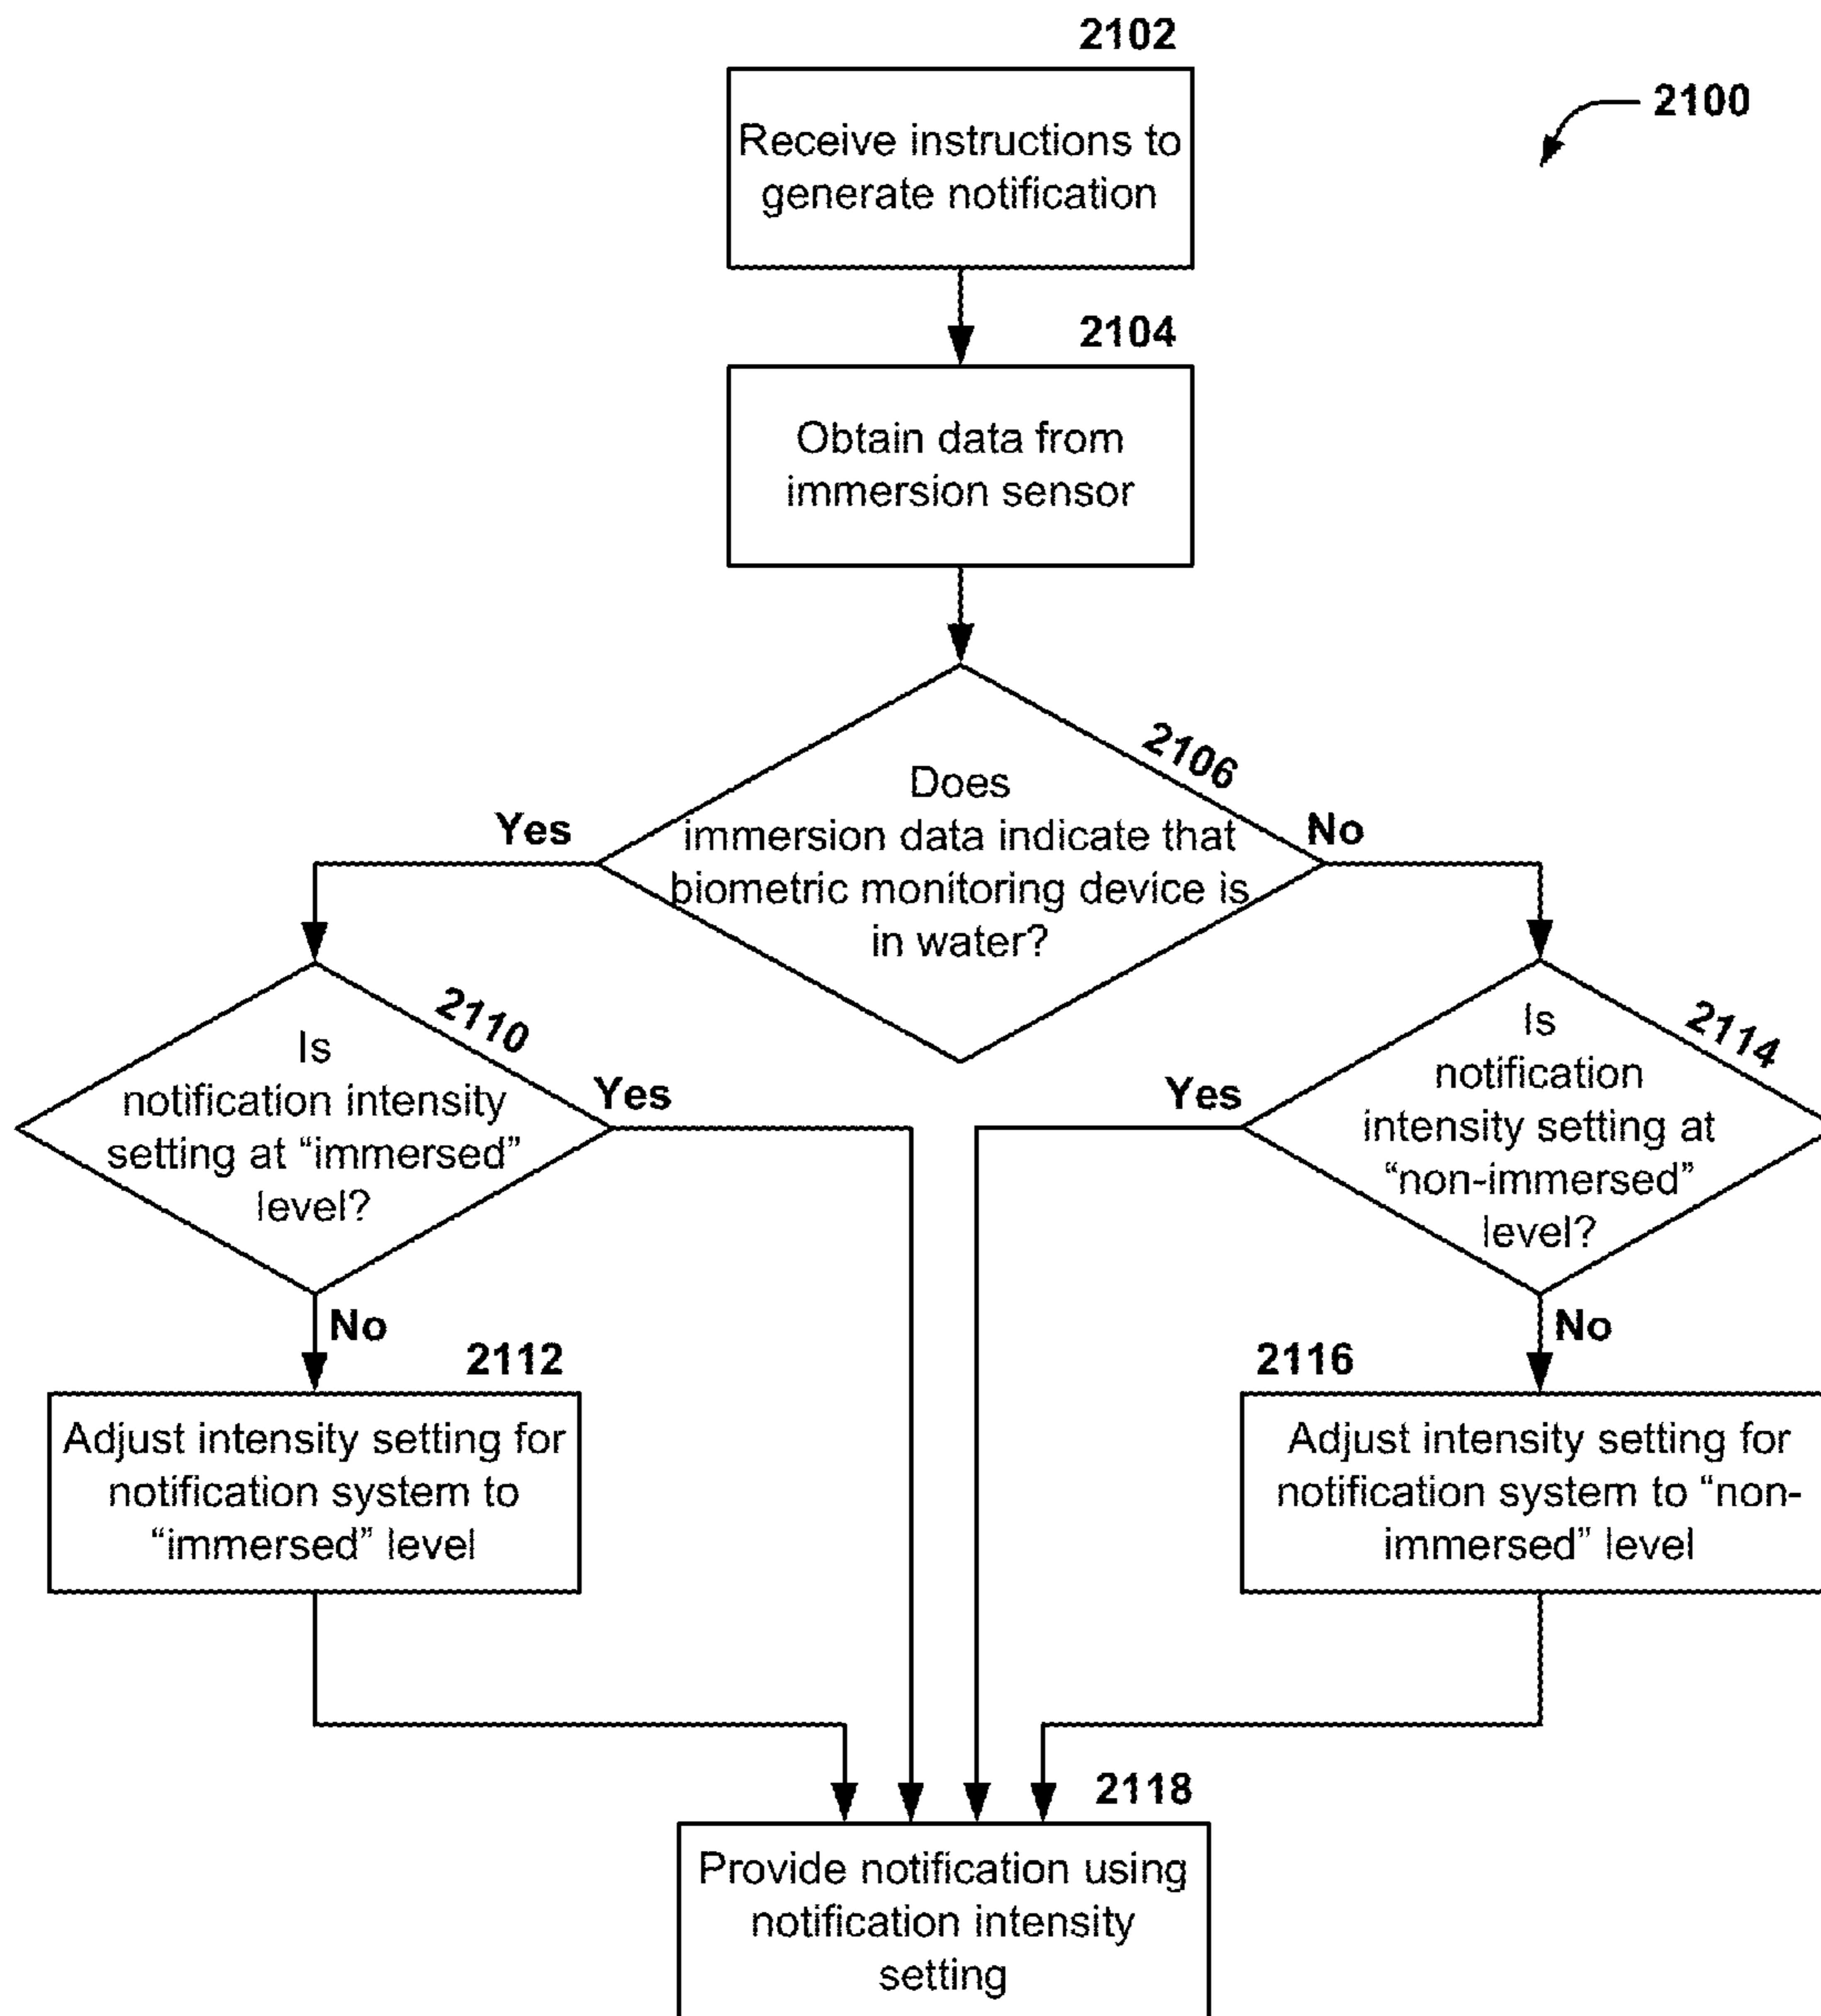 2102
2100
Receive instructions to
generate notification
2104
Obtain data from
immersion sensor
2106
Does
immersion data indicate that
biometric monitoring device is
in water?
Yes
No
2110
Is
notification intensity
setting at “immersed”
level?
Yes
No
2114
Is
notification
intensity setting at
“non-immersed”
level?
Yes
No
2112
Adjust intensity setting for
notification system to
“immersed” level
2116
Adjust intensity setting for
notification system to “non-
immersed” level
2118
Provide notification using
notification intensity
setting